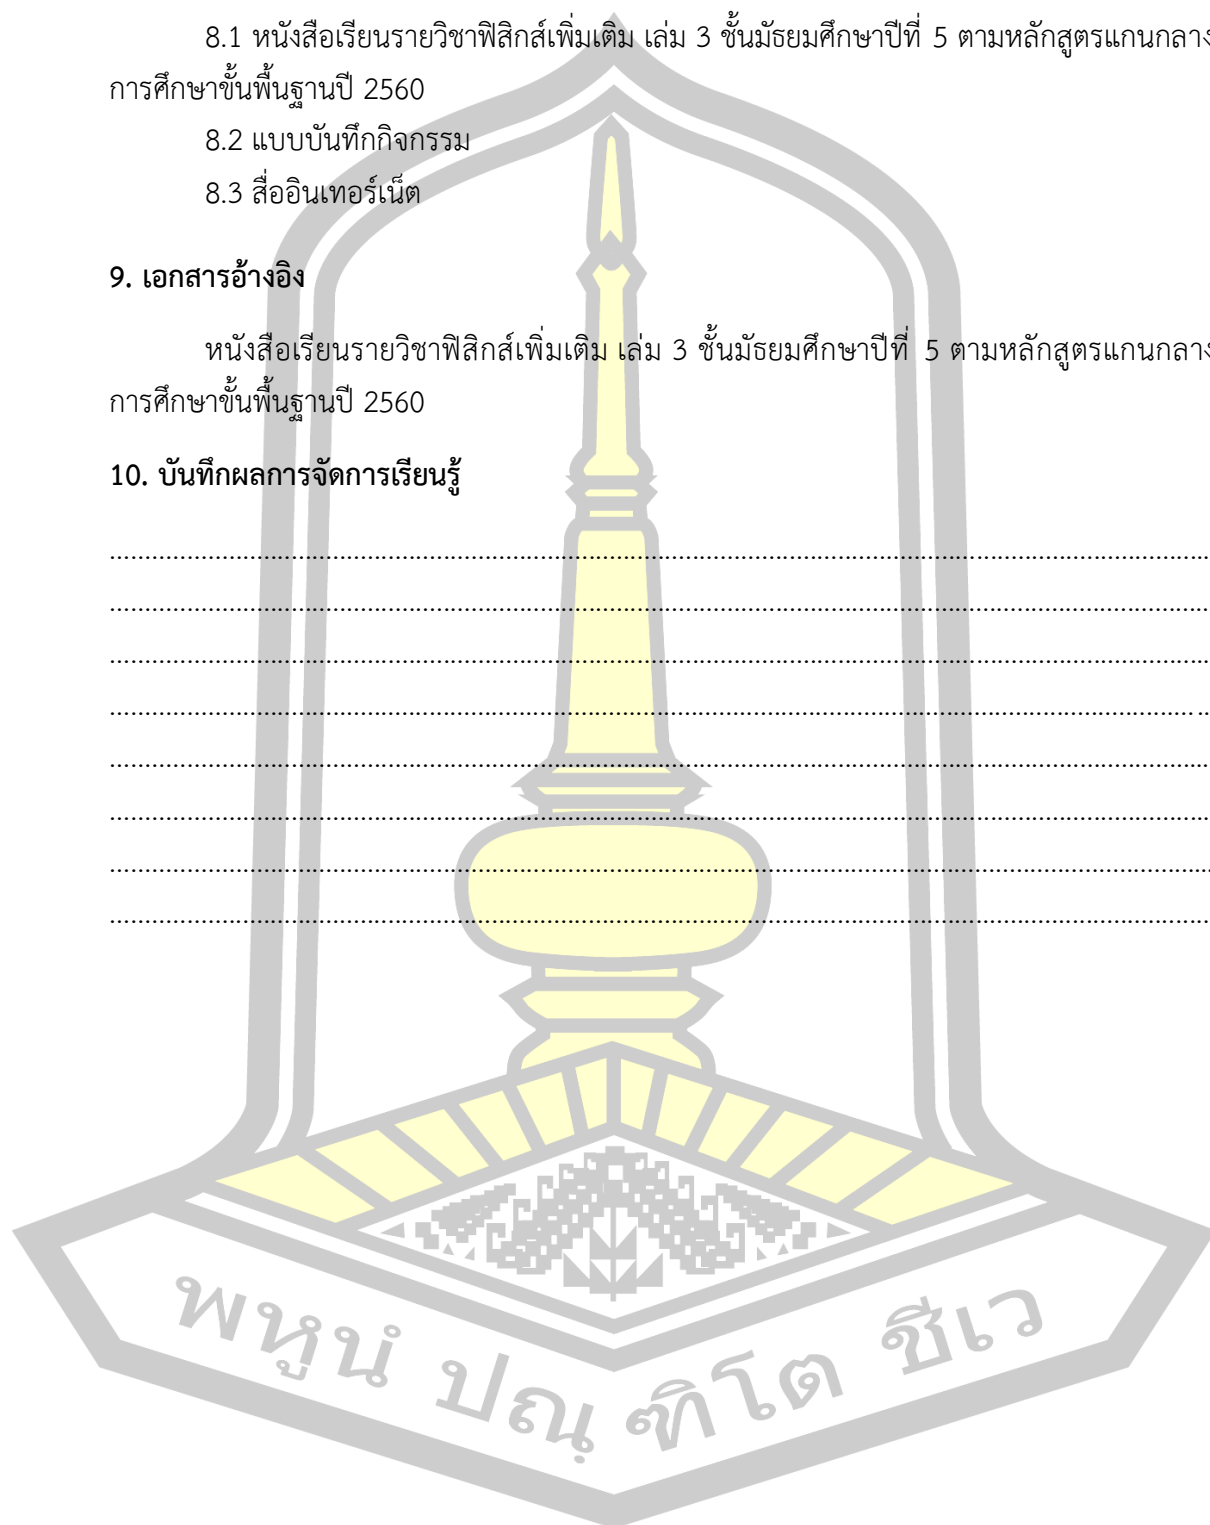 8.1 หนังสือเรียนรายวิชาฟิสิกส์เพิ่มเติม เล่ม 3 ชั้นมัธยมศึกษาปีที่ 5 ตามหลักสูตรแกนกลาง
การศึกษาขั้นพื้นฐานปี 2560
8.2 แบบบันทึกกิจกรรม
8.3 สื่ออินเทอร์เน็ต
9. เอกสารอ้างอิง
หนังสือเรียนรายวิชาฟิสิกส์เพิ่มเติม เล่ม 3 ชั้นมัธยมศึกษาปีที่ 5 ตามหลักสูตรแกนกลาง
การศึกษาขั้นพื้นฐานปี 2560
10. บันทึกผลการจัดการเรียนรู้
พหูนํ ปณฺฑิโต ชีเว